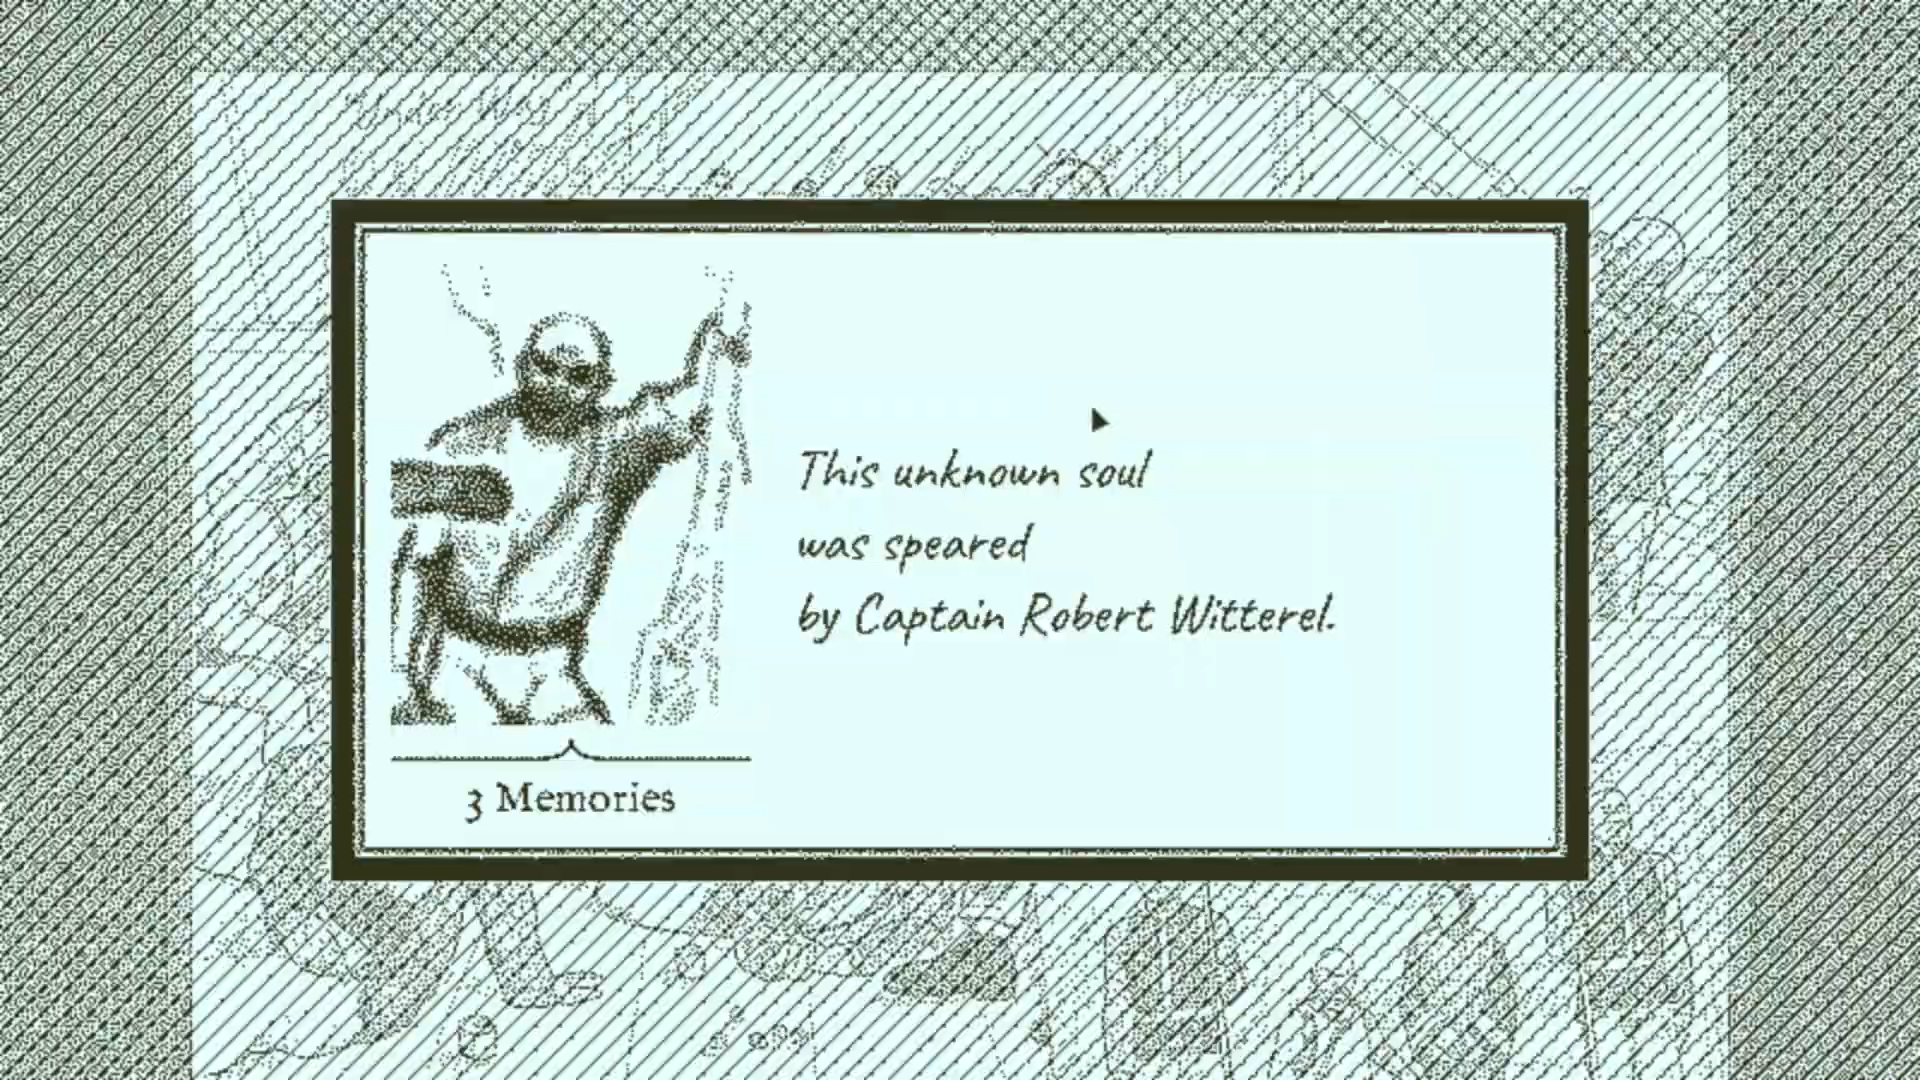 This unknown soul
was speared
by Captain Robert Witterel.
3 Memories